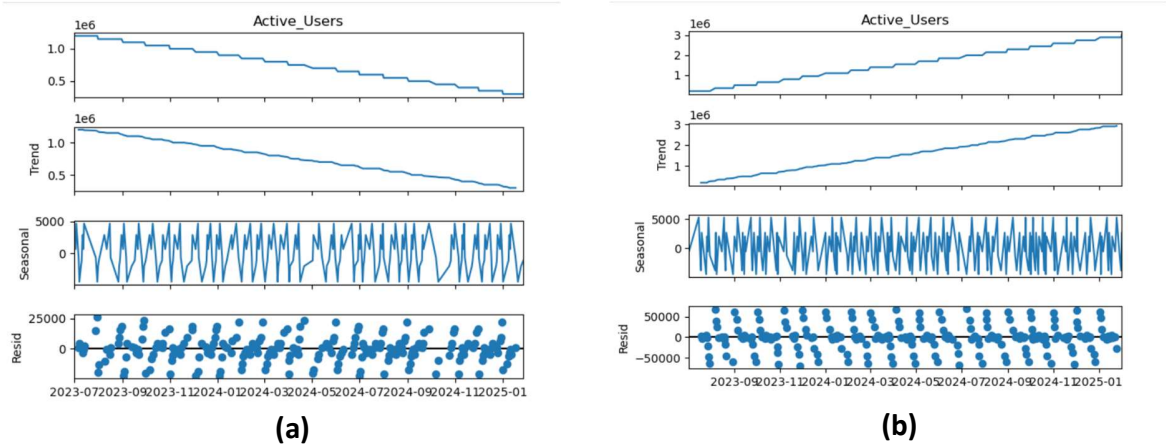 Active_Users
1e6
1.0
0.5
1e6
Trend
1.0
0.5
Seasonal
5000
0
Resid
25000
0
2023-07 2023-09 2023-11 2024-01 2024-03 2024-05 2024-07 2024-09 2024-11 2025-01
(a)
Active_Users
1e6
3
2
1
1e6
Trend
3
2
1
Seasonal
5000
0
Resid
50000
0
−50000
2023-09 2023-11 2024-01 2024-03 2024-05 2024-07 2024-09 2024-11 2025-01
(b)